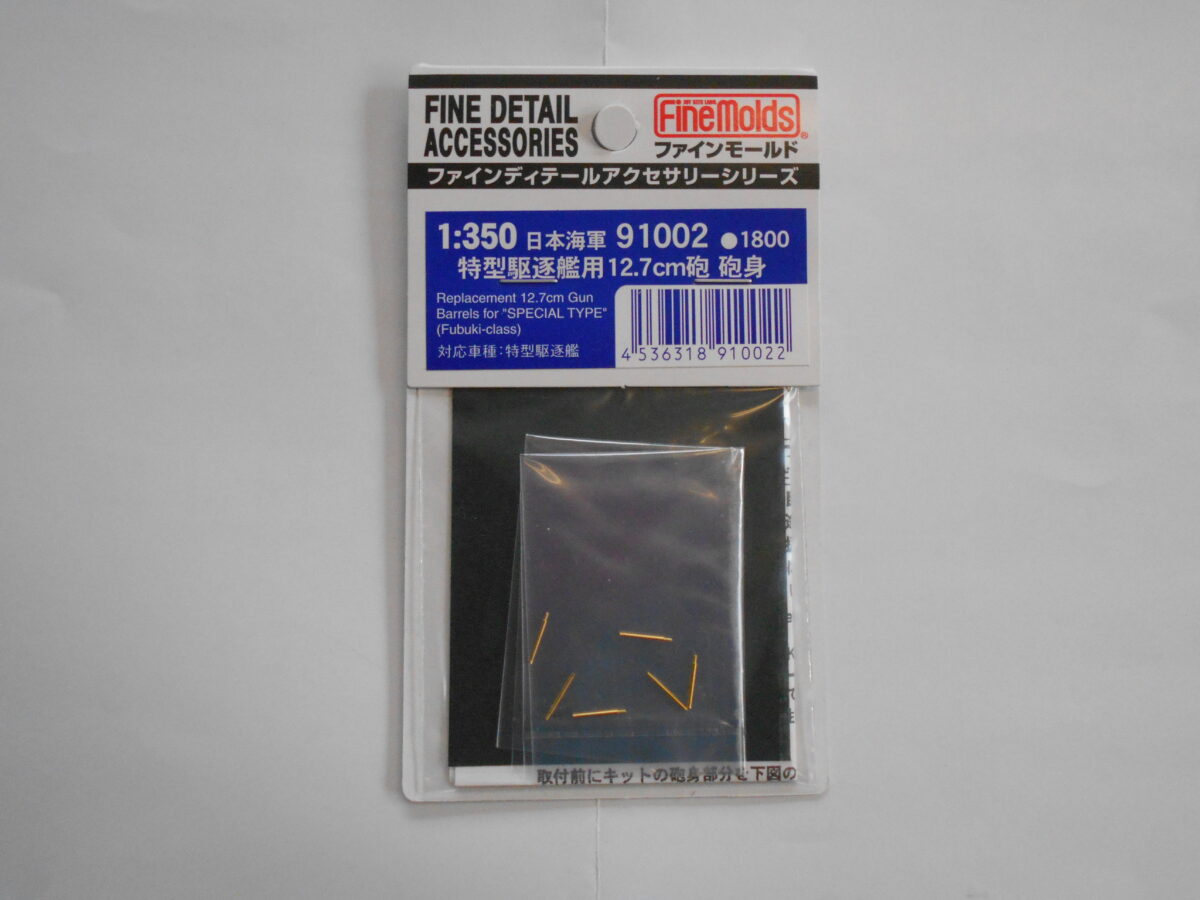 FINE DETAIL
ACCESSORIES
FineMolds
ファインモールド
ファインディテールアクセサリーシリーズ
1:350 日本海軍 91002 ●1800
特型駆逐艦用12.7cm砲 砲身
Replacement 12.7cm Gun
Barrels for "SPECIAL TYPE"
(Fubuki-class)
対応車種:特型駆逐艦
4 536318 910022
取付前にキットの砲身部分を下図の